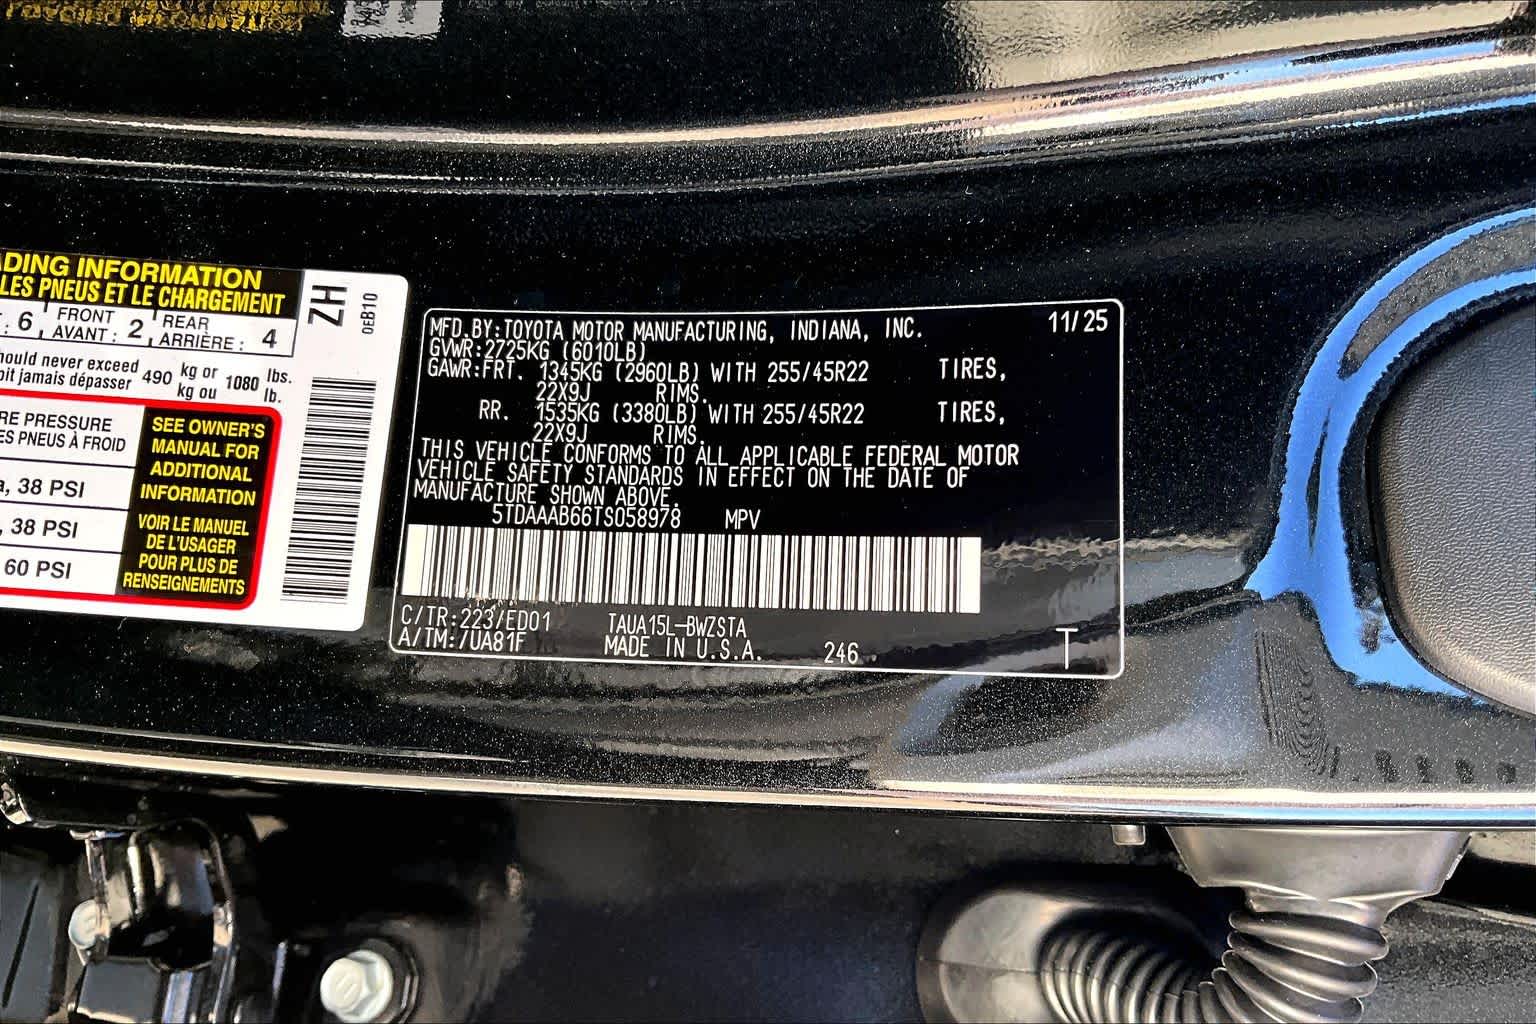 ADING INFORMATION
LES PNEUS ET LE CHARGEMENT
: 6 FRONT AVANT : 2 REAR ARRIÈRE : 4
hould never exceed 490 kg or 1080 lbs.
oit jamais dépasser kg ou lb.
RE PRESSURE
ES PNEUS À FROID
, 38 PSI
, 38 PSI
60 PSI
SEE OWNER'S
MANUAL FOR
ADDITIONAL
INFORMATION
VOIR LE MANUEL
DE L'USAGER
POUR PLUS DE
RENSEIGNEMENTS
ZH
0EB10
MFD.BY:TOYOTA MOTOR MANUFACTURING, INDIANA, INC. 11/25
GVWR:2725KG (6010LB)
GAWR:FRT. 1345KG (2960LB) WITH 255/45R22 TIRES,
22X9J RIMS.
RR. 1535KG (3380LB) WITH 255/45R22 TIRES,
22X9J RIMS.
THIS VEHICLE CONFORMS TO ALL APPLICABLE FEDERAL MOTOR
VEHICLE SAFETY STANDARDS IN EFFECT ON THE DATE OF
MANUFACTURE SHOWN ABOVE.
5TDAAAB66TS058978 MPV
C/TR:223/ED01 TAUA15L-BWZSTA
A/TM:7UA81F MADE IN U.S.A. 246 T